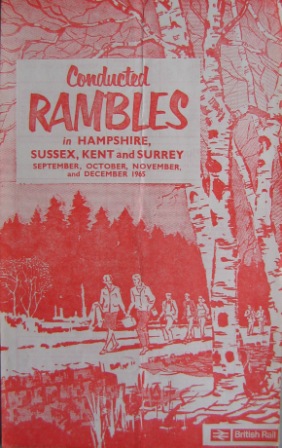 Conducted
RAMBLES
in HAMPSHIRE,
SUSSEX, KENT and SURREY
SEPTEMBER, OCTOBER, NOVEMBER,
and DECEMBER 1965
British Rail